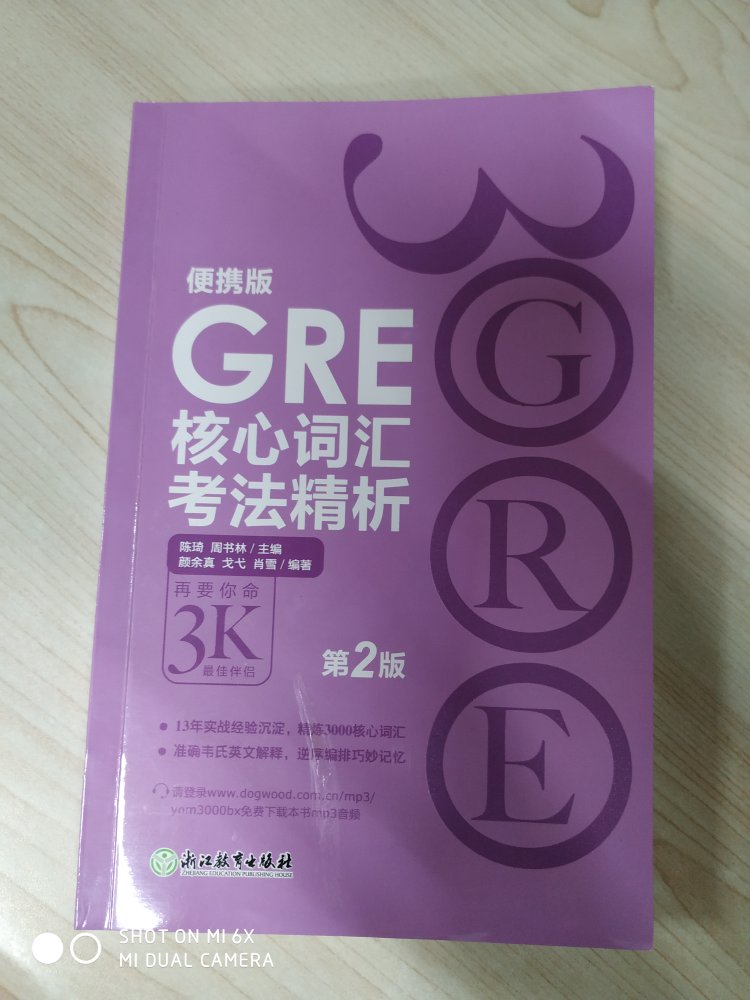 3
G
R
E
便携版
GRE
核心词汇
考法精析
陈琦 周书林/主编
颜余真 戈弋 肖雪/编著
再要你命
3K
最佳伴侣
第2版
• 13年实战经验沉淀，精炼3000核心词汇
• 准确韦氏英文解释，逆序编排巧妙记忆
请登录www.dogwood.com.cn/mp3/
ynm3000bx免费下载本书mp3音频
浙江教育出版社
ZHEJIANG EDUCATION PUBLISHING HOUSE
SHOT ON MI 6X
MI DUAL CAMERA